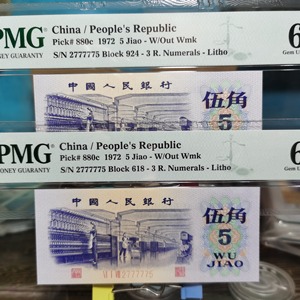 PMG
MONEY GUARANTY
China / People's Republic
Pick# 880c 1972 5 Jiao - W/Out Wmk
S/N 2777775 Block 924 - 3 R. Numerals - Litho
6
中国人民银行
伍角
5
PMG
MONEY GUARANTY
China / People's Republic
Pick# 880c 1972 5 Jiao - W/Out Wmk
S/N 2777775 Block 618 - 3 R. Numerals - Litho
6
中国人民银行
伍角
5
WU
JIAO
2777775